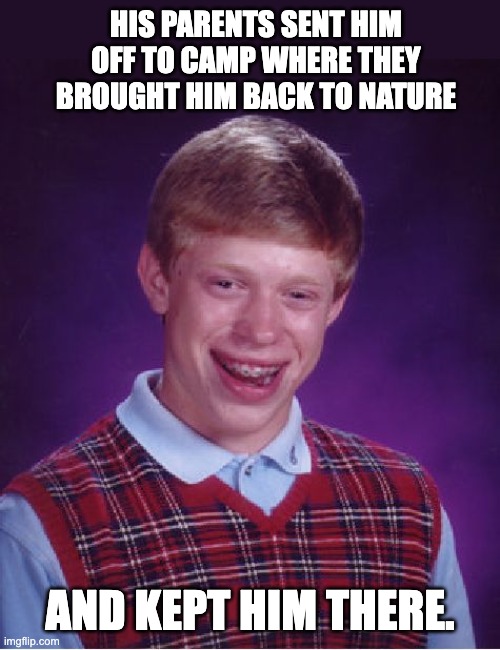 HIS PARENTS SENT HIM
OFF TO CAMP WHERE THEY
BROUGHT HIM BACK TO NATURE
AND KEPT HIM THERE.
imgflip.com